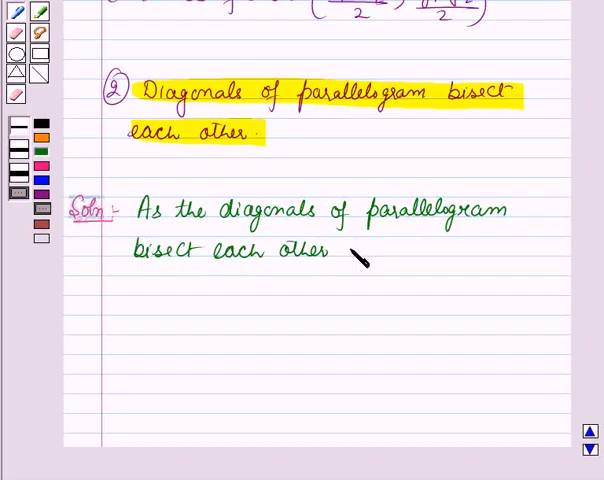 ② Diagonals of parallelogram bisect
each other.
Soln:- As the diagonals of parallelogram
bisect each other